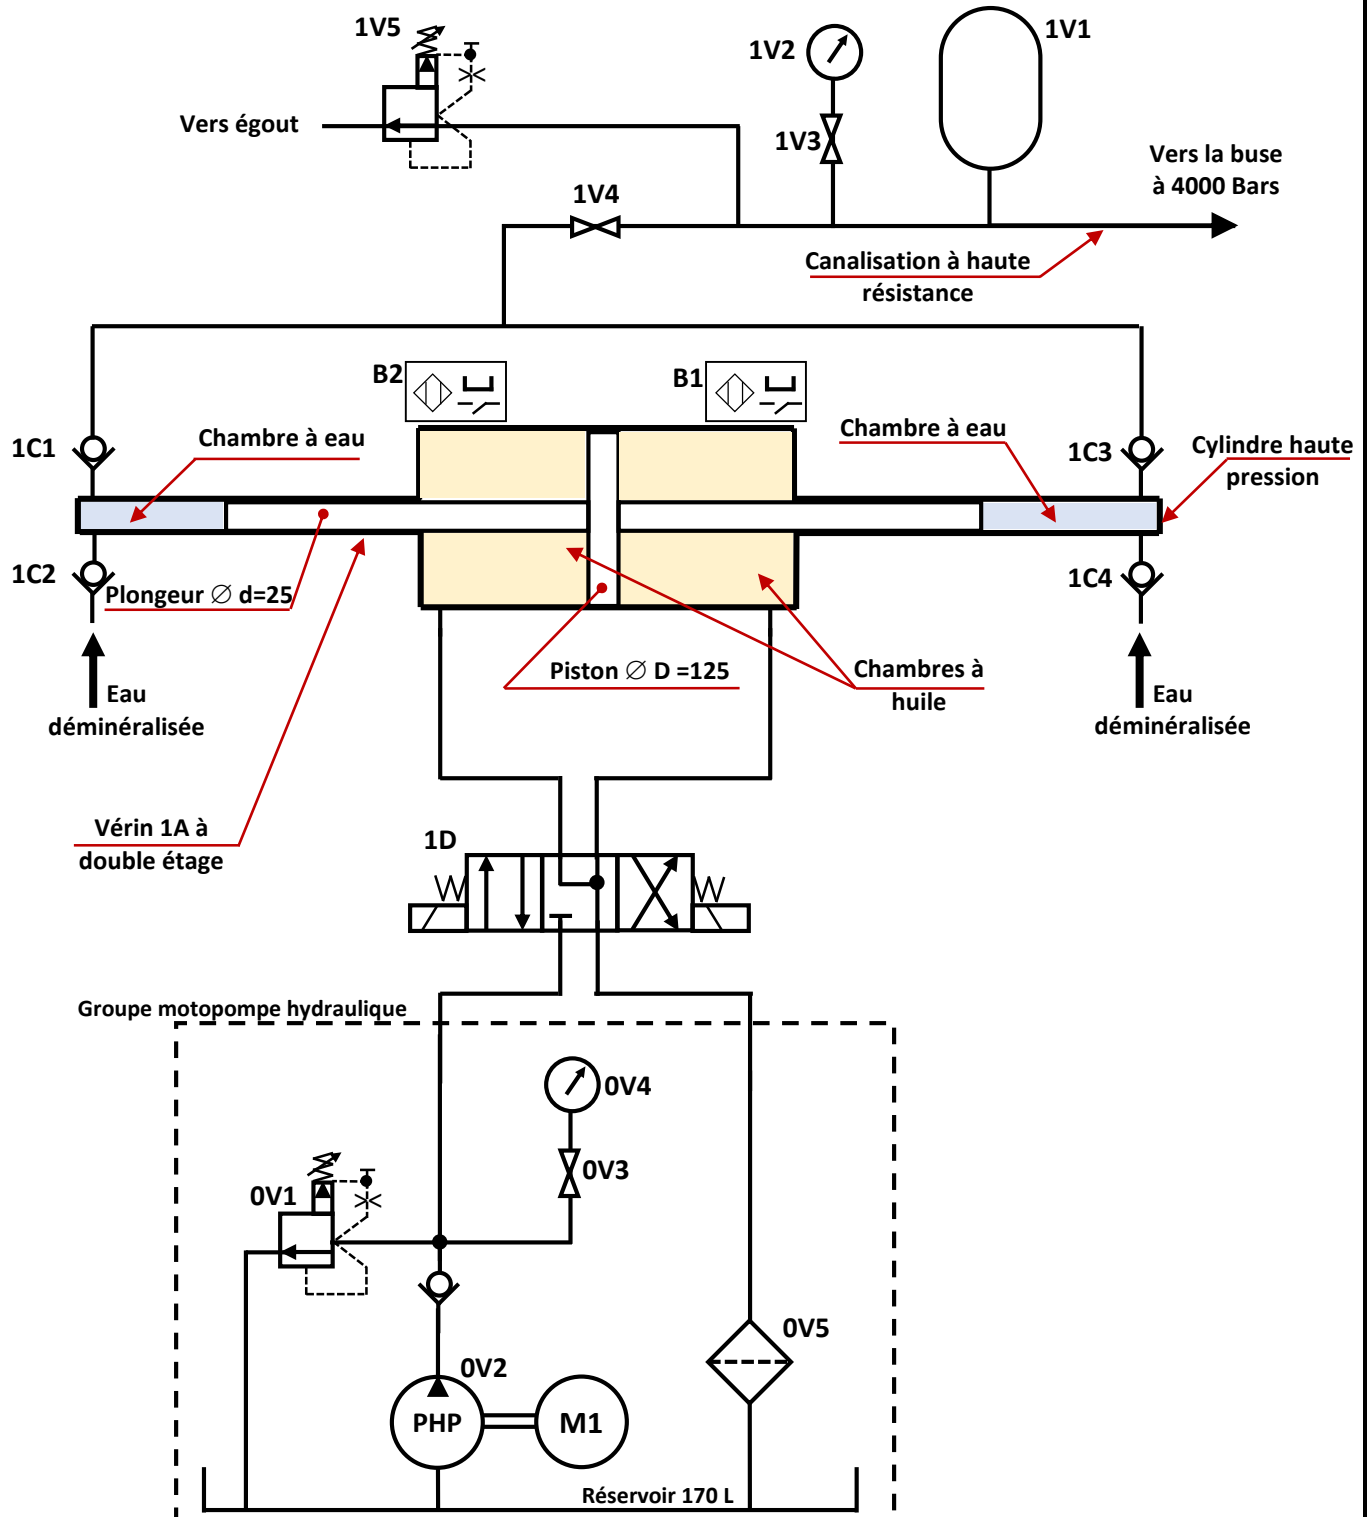 1V5
1V2
1V1
Vers égout
1V3
Vers la buse
à 4000 Bars
1V4
Canalisation à haute
résistance
B2
B1
1C1
Chambre à eau
Chambre à eau
1C3
Cylindre haute
pression
1C2
Plongeur ∅ d=25
1C4
Piston ∅ D =125
Chambres à
huile
Eau
déminéralisée
Eau
déminéralisée
Vérin 1A à
double étage
1D
Groupe motopompe hydraulique
0V4
0V3
0V1
0V5
0V2
PHP
M1
Réservoir 170 L